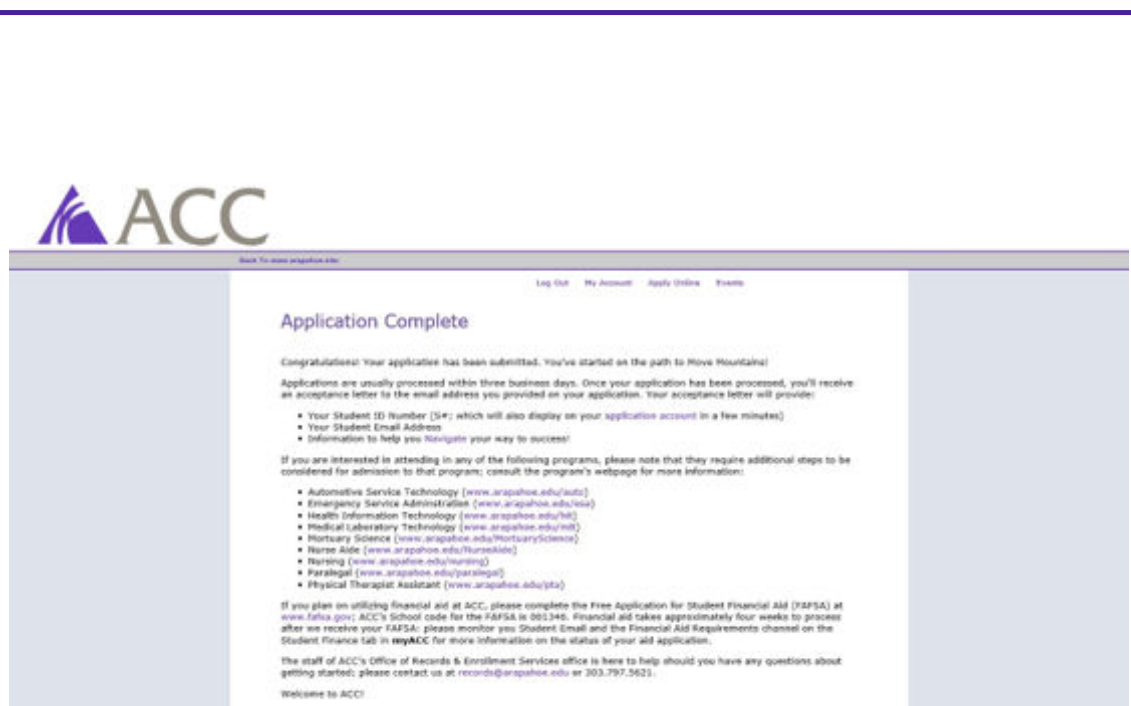 ACC
Back To www.arapahoe.edu
Log Out My Account Apply Online Events
Application Complete
Congratulations! Your application has been submitted. You've started on the path to Move Mountains!
Applications are usually processed within three business days. Once your application has been processed, you'll receive
an acceptance letter to the email address you provided on your application. Your acceptance letter will provide:
• Your Student ID Number (S#; which will also display on your application account in a few minutes)
• Your Student Email Address
• Information to help you Navigate your way to success!
If you are interested in attending in any of the following programs, please note that they require additional steps to be
considered for admission to that program; consult the program's webpage for more information:
• Automotive Service Technology (www.arapahoe.edu/auto)
• Emergency Service Adminstration (www.arapahoe.edu/esa)
• Health Information Technology (www.arapahoe.edu/hit)
• Medical Laboratory Technology (www.arapahoe.edu/mlt)
• Mortuary Science (www.arapahoe.edu/MortuaryScience)
• Nurse Aide (www.arapahoe.edu/NurseAide)
• Nursing (www.arapahoe.edu/nursing)
• Paralegal (www.arapahoe.edu/paralegal)
• Physical Therapist Assistant (www.arapahoe.edu/pta)
If you plan on utilizing financial aid at ACC, please complete the Free Application for Student Financial Aid (FAFSA) at
www.fafsa.gov; ACC's School code for the FAFSA is 001346. Financial aid takes approximately four weeks to process
after we receive your FAFSA: please monitor you Student Email and the Financial Aid Requirements channel on the
Student Finance tab in myACC for more information on the status of your aid application.
The staff of ACC's Office of Records & Enrollment Services office is here to help should you have any questions about
getting started; please contact us at records@arapahoe.edu or 303.797.5621.
Welcome to ACC!